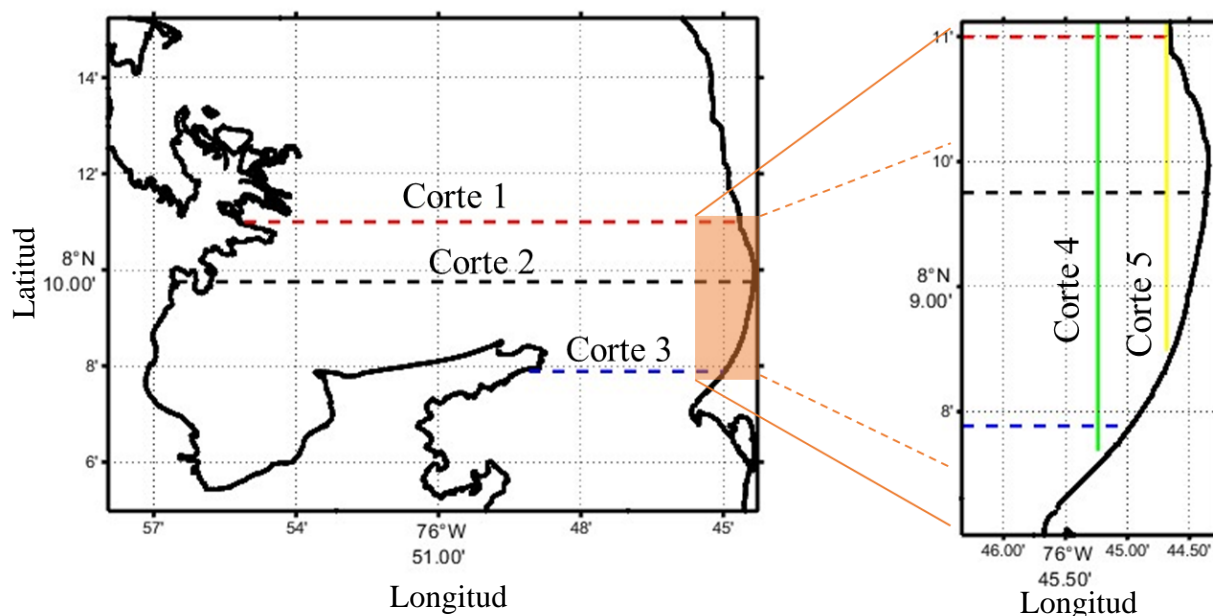 14'
12'
8°N
10.00'
8'
6'
Latitud
Corte 1
Corte 2
Corte 3
57'
54'
76°W
51.00'
48'
45'
Longitud
11'
10'
8°N
9.00'
8'
Corte 4
Corte 5
46.00'
76°W
45.50'
45.00'
44.50'
Longitud